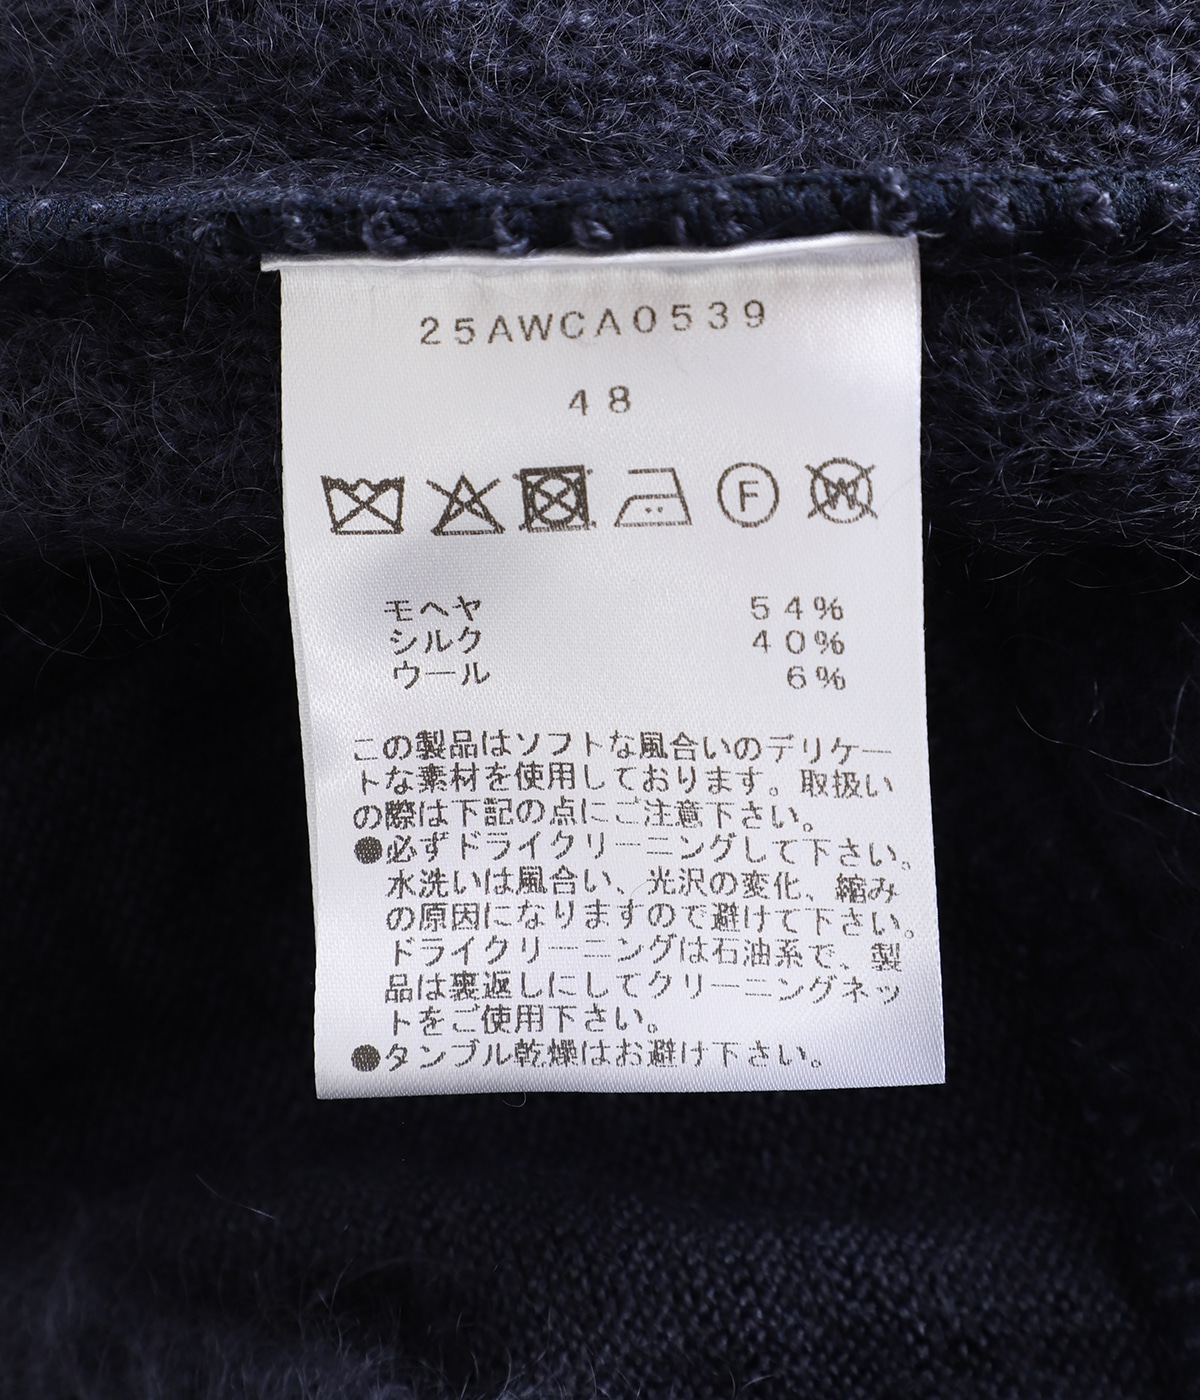 25AWCA0539
48
F
W
モヘヤ 54%
シルク 40%
ウール 6%
この製品はソフトな風合いのデリケー
トな素材を使用しております。取扱い
の際は下記の点にご注意下さい。
●必ずドライクリーニングして下さい。
水洗いは風合い、光沢の変化、縮み
の原因になりますので避けて下さい。
ドライクリーニングは石油系で、製
品は裏返しにしてクリーニングネッ
トをご使用下さい。
●タンブル乾燥はお避け下さい。